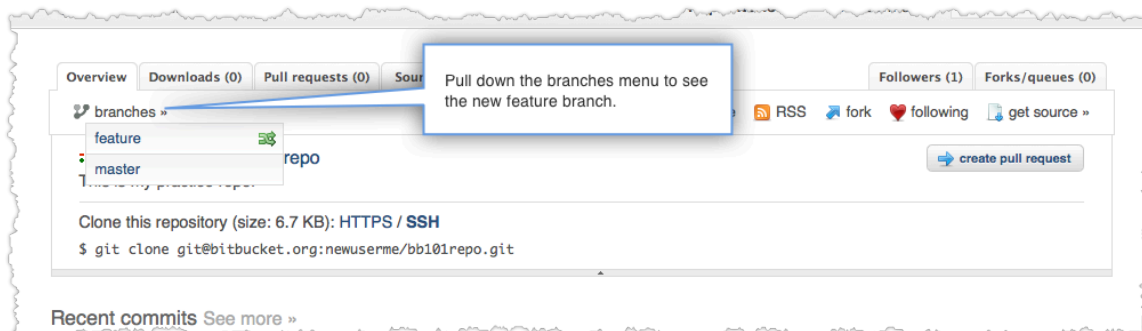 Overview Downloads (0) Pull requests (0) Followers (1) Forks/queues (0)
Pull down the branches menu to see
the new feature branch.
branches » RSS fork following get source »
feature
master
repo
create pull request
Clone this repository (size: 6.7 KB): HTTPS / SSH
$ git clone git@bitbucket.org:newuserme/bb101repo.git
Recent commits See more »